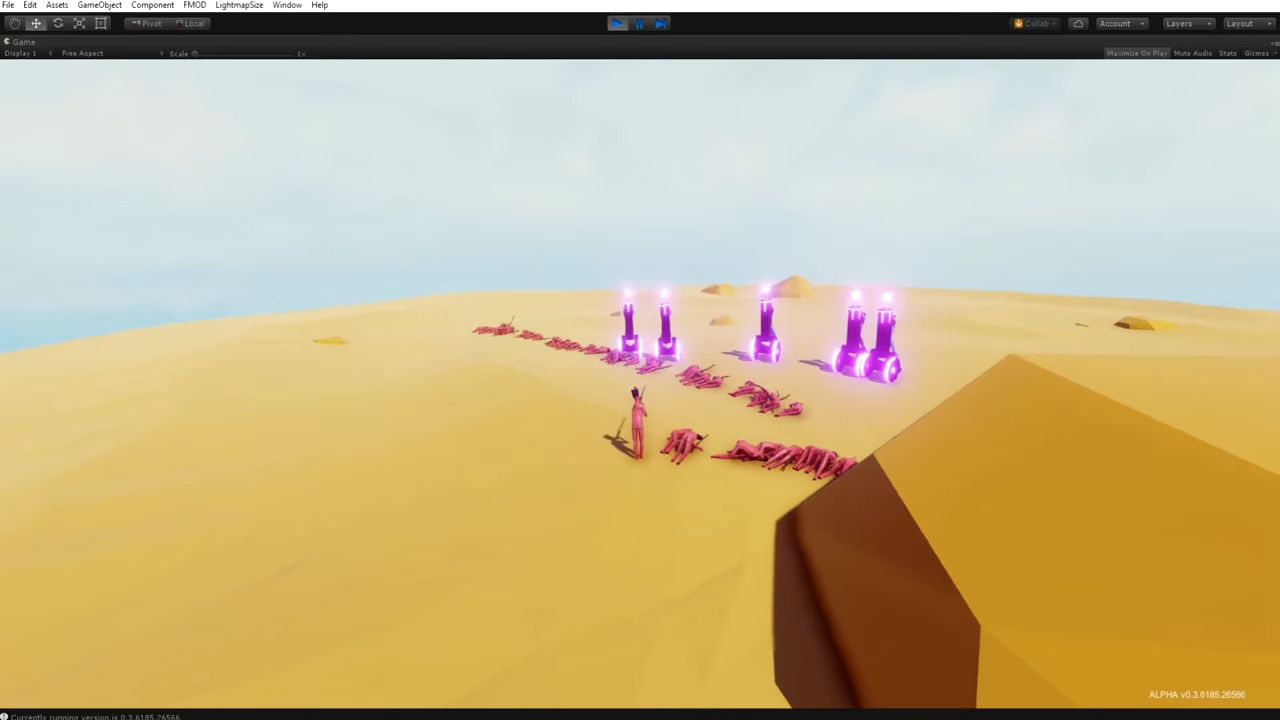 File Edit Assets GameObject Component FMOD LightmapSize Window Help
Pivot Local Collab Account Layers Layout
Game
Display 1 Free Aspect Scale 1x Maximize On Play Mute Audio Stats Gizmos
ALPHA v0.3.6185.26566
Currently running version is 0.3.6185.26566